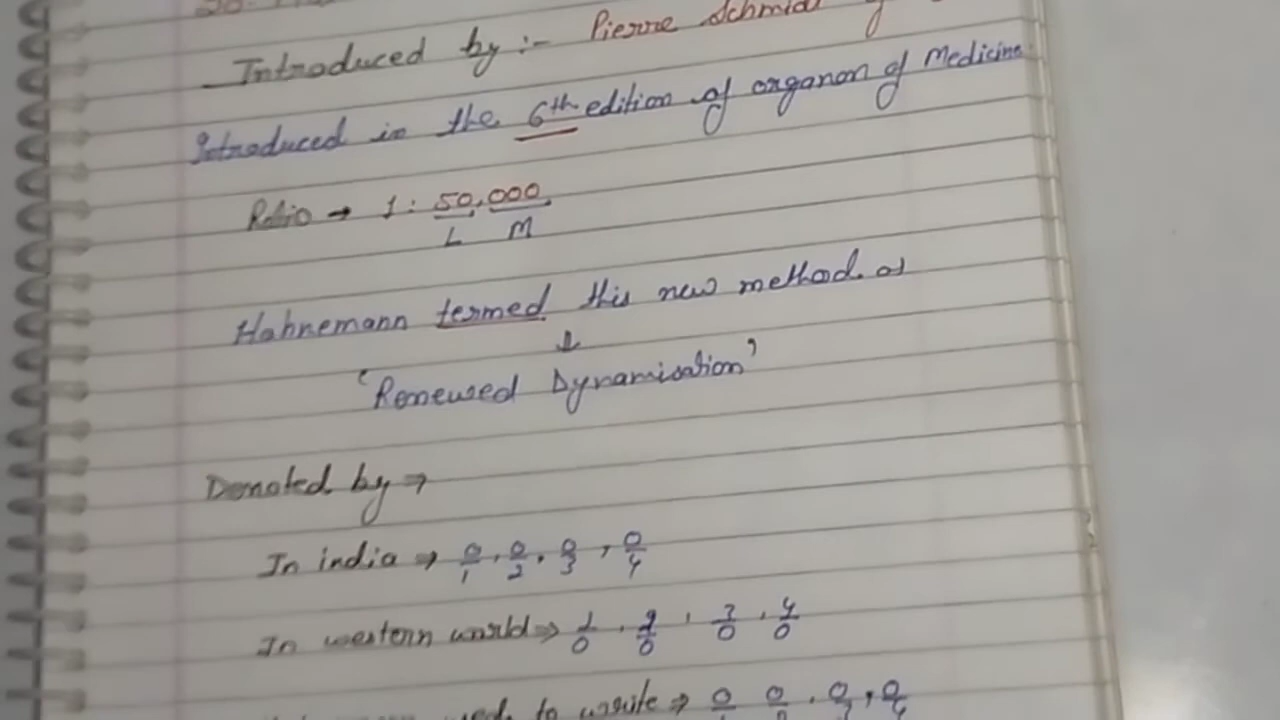 Introduced by :- Pierre Schmidt
Introduced in the 6th edition of organon of Medicine
Ratio → 1 : 50,000
L M
Hahnemann termed this new method as
↓
'Renewed Dynamisation'
Denoted by →
In india ⇒ 0/1, 0/2, 0/3, 0/4
In western world ⇒ 1/0, 2/0, 3/0, 4/0
to write ⇒